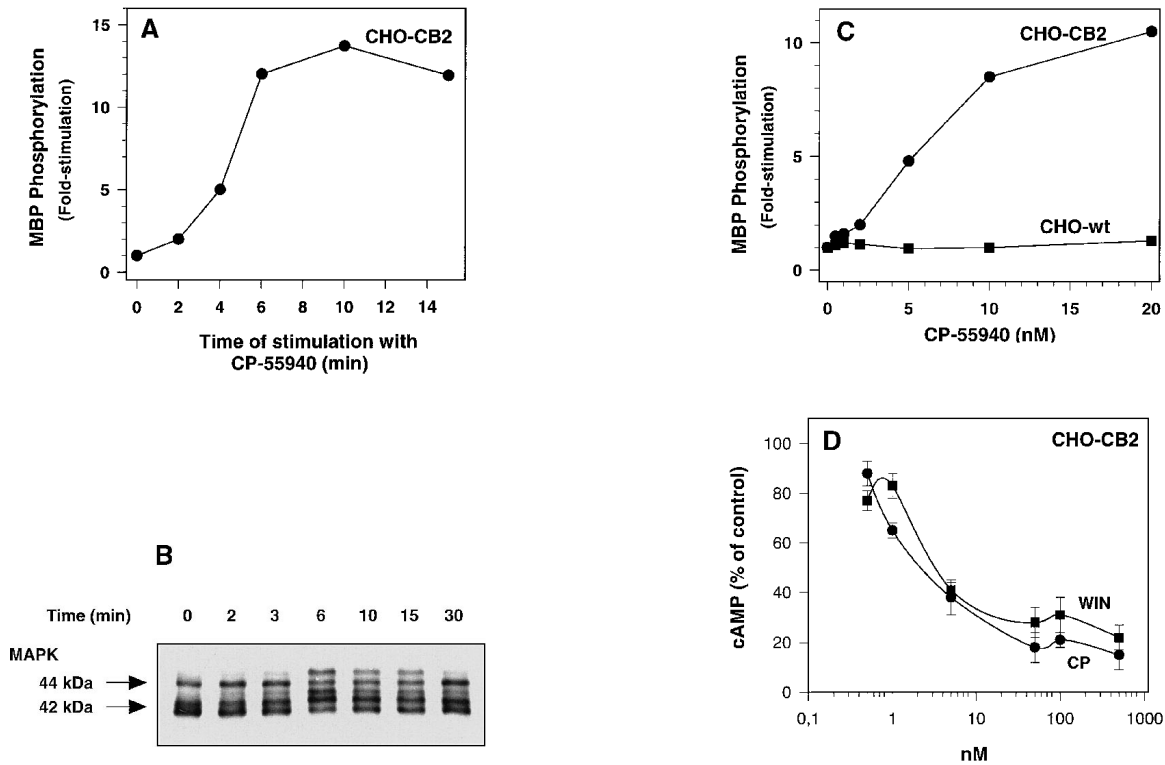 A
CHO-CB2
MBP Phosphorylation
(Fold-stimulation)
15
10
5
0
0 2 4 6 8 10 12 14
Time of stimulation with
CP-55940 (min)
B
Time (min) 0 2 3 6 10 15 30
MAPK
44 kDa
42 kDa
C
CHO-CB2
CHO-wt
MBP Phosphorylation
(Fold-stimulation)
10
5
0
0 5 10 15 20
CP-55940 (nM)
D
CHO-CB2
cAMP (% of control)
100
80
60
40
20
0
WIN
CP
0,1 1 10 100 1000
nM